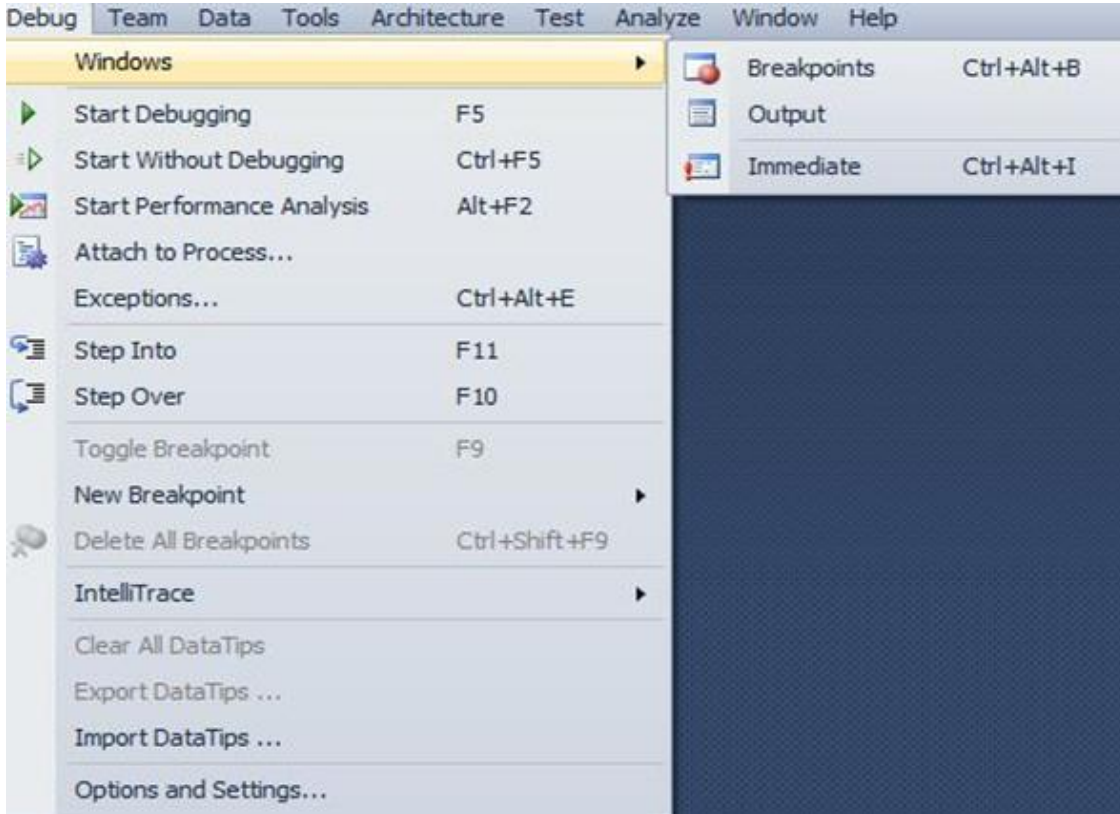 Debug Team Data Tools Architecture Test Analyze Window Help
Windows
Breakpoints Ctrl+Alt+B
Output
Immediate Ctrl+Alt+I
Start Debugging F5
Start Without Debugging Ctrl+F5
Start Performance Analysis Alt+F2
Attach to Process...
Exceptions... Ctrl+Alt+E
Step Into F11
Step Over F10
Toggle Breakpoint F9
New Breakpoint
Delete All Breakpoints Ctrl+Shift+F9
IntelliTrace
Clear All DataTips
Export DataTips ...
Import DataTips ...
Options and Settings...